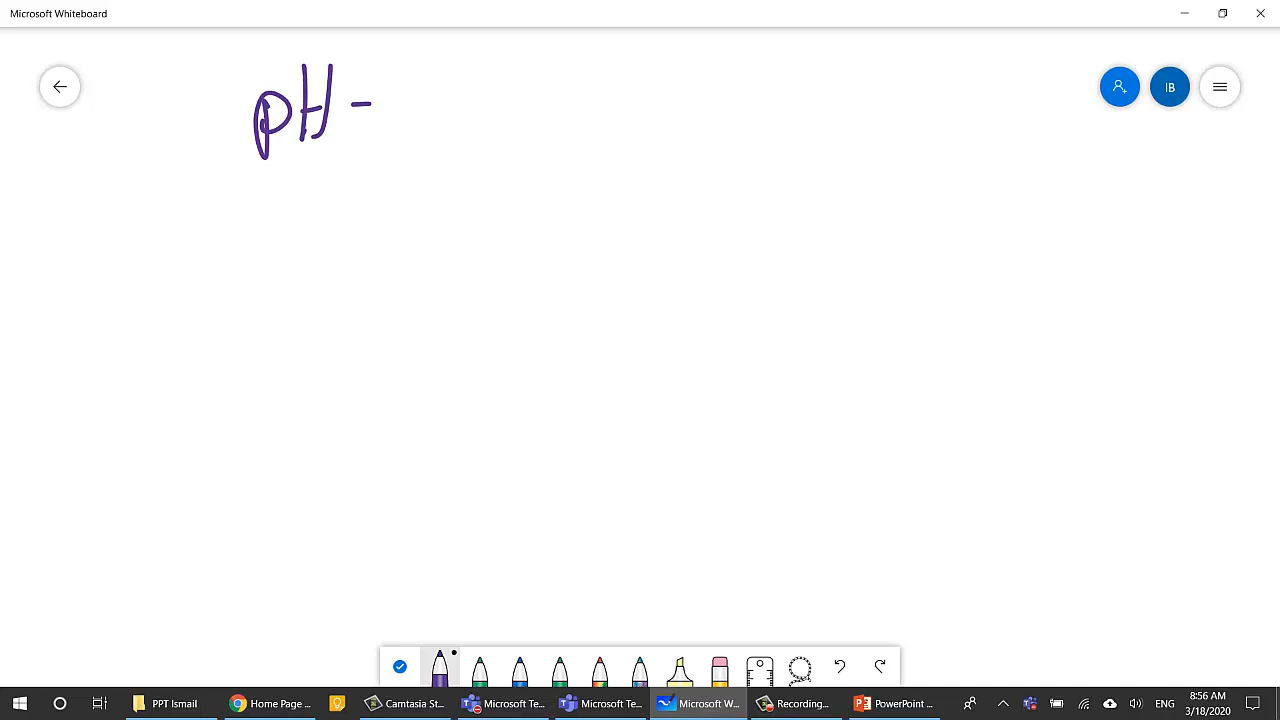 Microsoft Whiteboard
pH -
IB
PPT Ismail
Home Page ...
Camtasia St...
Microsoft Te...
Microsoft Te...
Microsoft W...
Recording...
PowerPoint ...
ENG
8:56 AM
3/18/2020